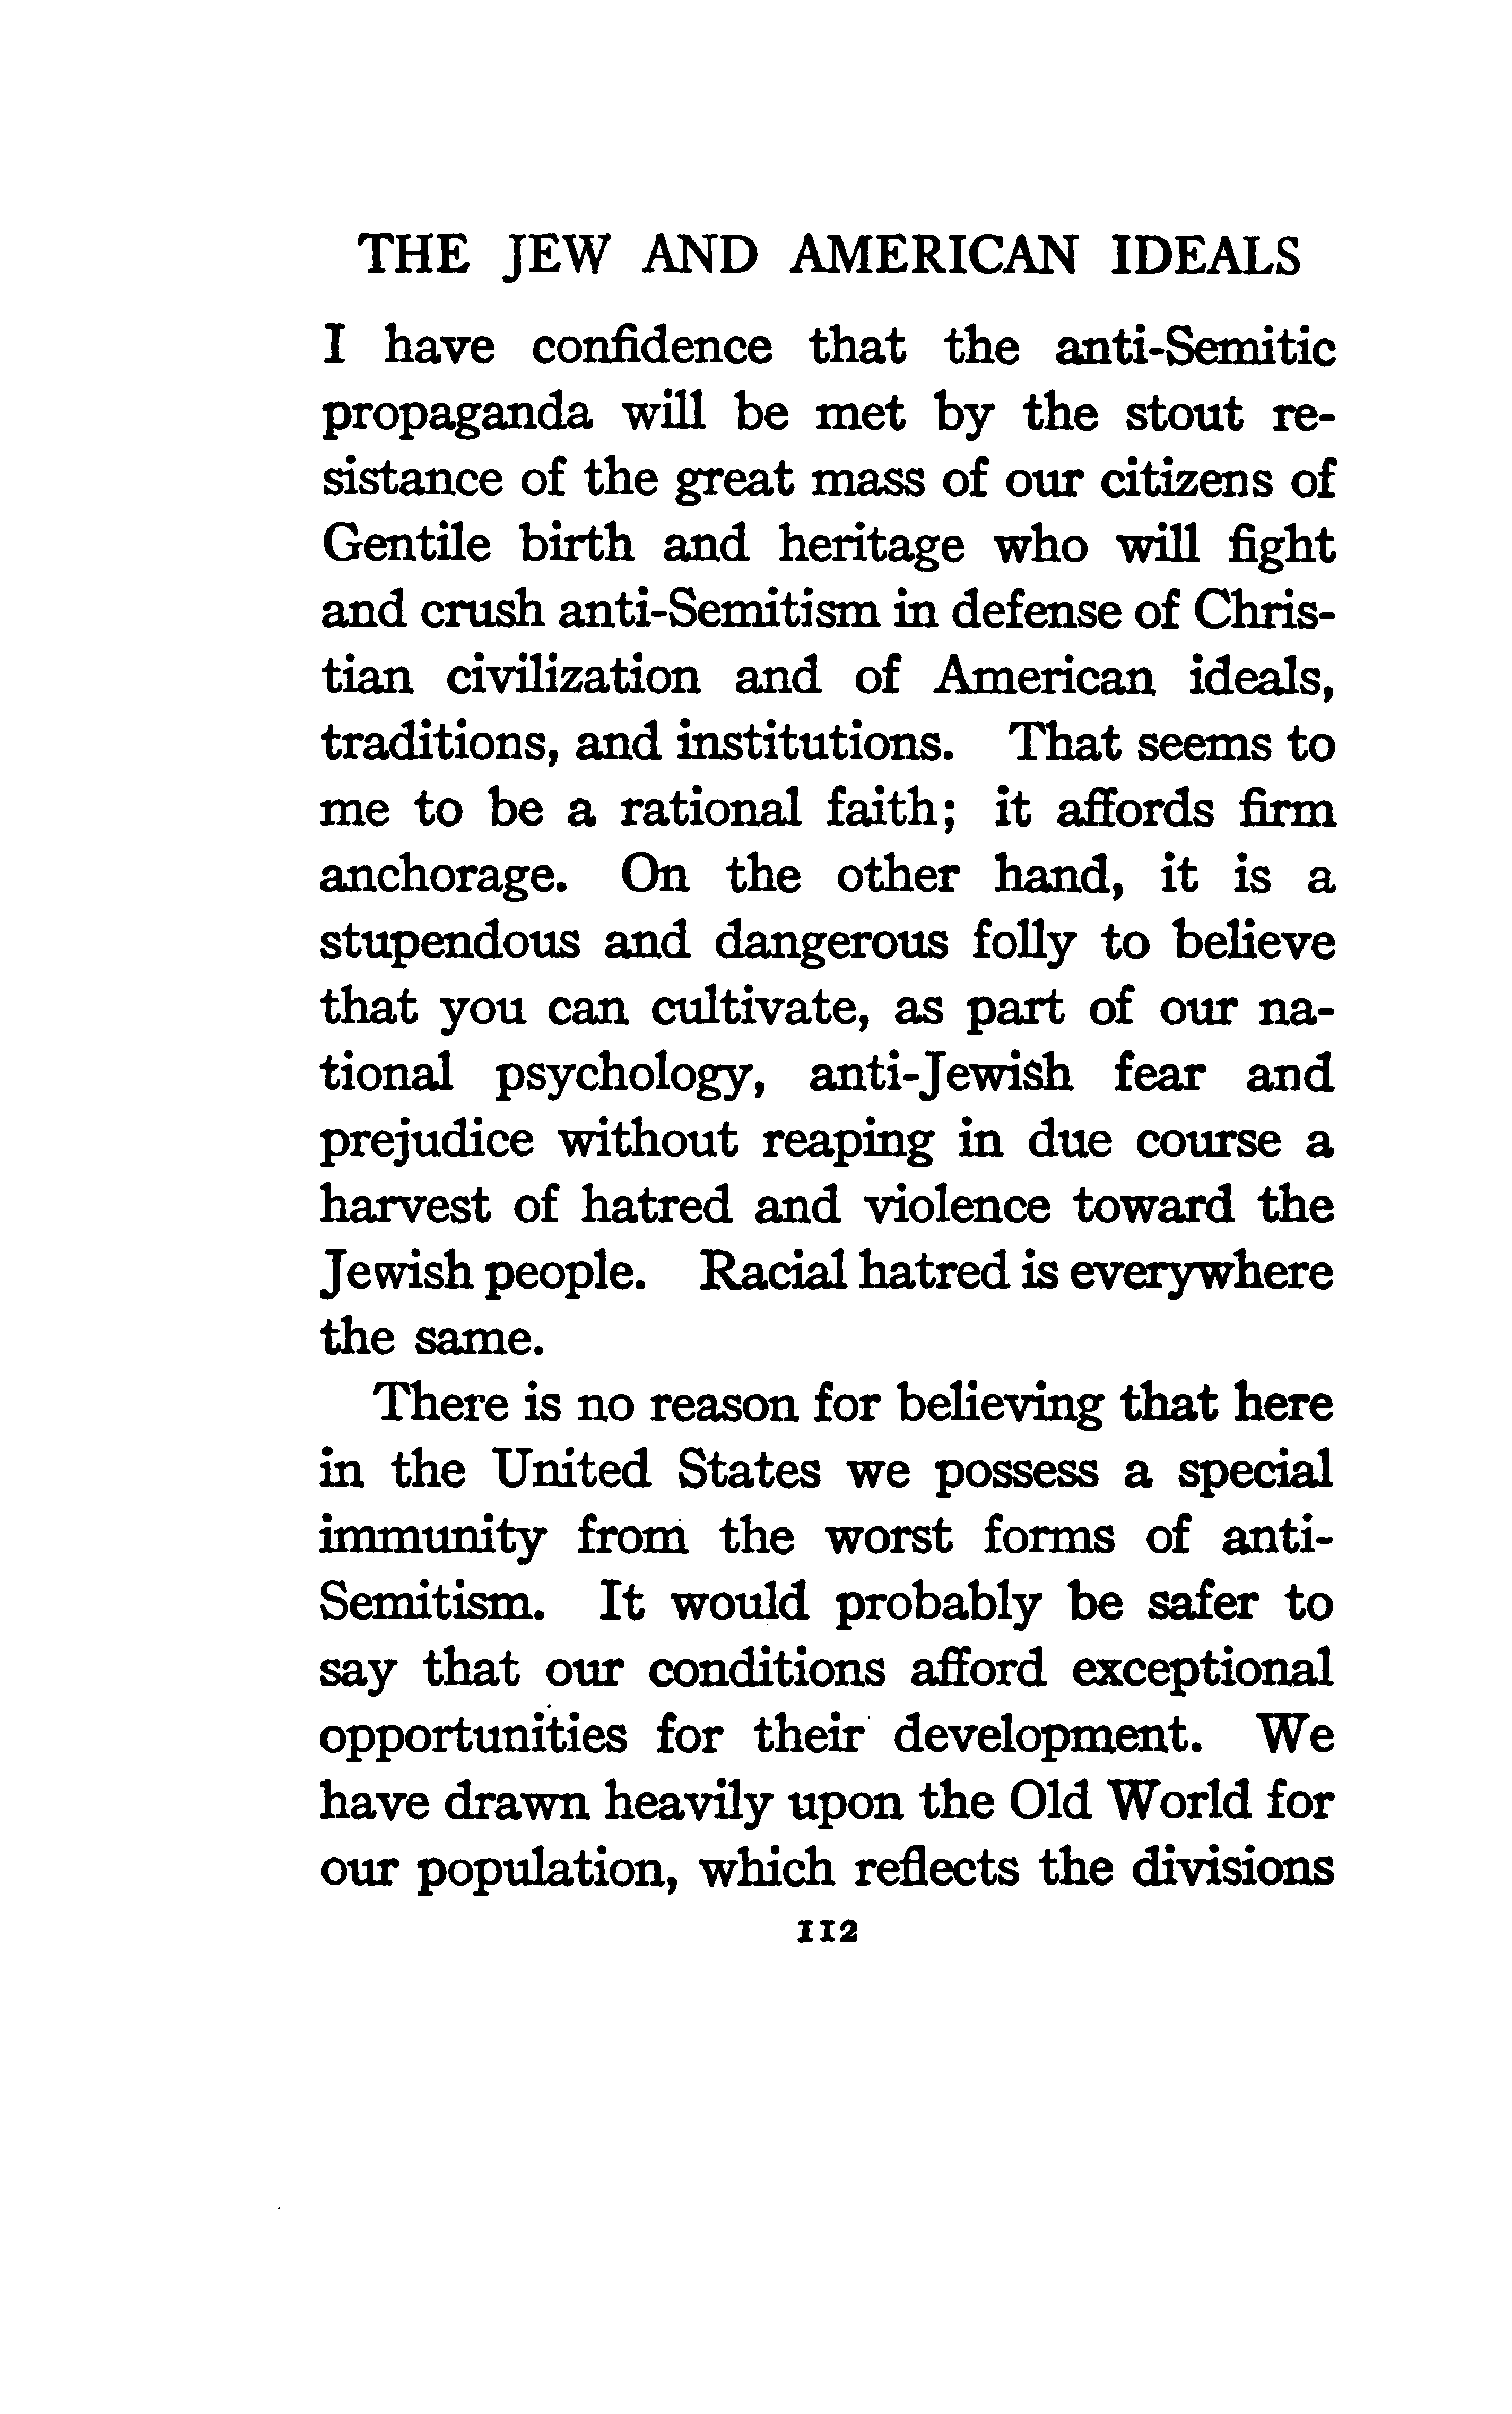 THE JEW AND AMERICAN IDEALS
I have confidence that the anti-Semitic
propaganda will be met by the stout re-
sistance of the great mass of our citizens of
Gentile birth and heritage who will fight
and crush anti-Semitism in defense of Chris-
tian civilization and of American ideals,
traditions, and institutions. That seems to
me to be a rational faith; it affords firm
anchorage. On the other hand, it is a
stupendous and dangerous folly to believe
that you can cultivate, as part of our na-
tional psychology, anti-Jewish fear and
prejudice without reaping in due course a
harvest of hatred and violence toward the
Jewish people. Racial hatred is everywhere
the same.
There is no reason for believing that here
in the United States we possess a special
immunity from the worst forms of anti-
Semitism. It would probably be safer to
say that our conditions afford exceptional
opportunities for their development. We
have drawn heavily upon the Old World for
our population, which reflects the divisions
112